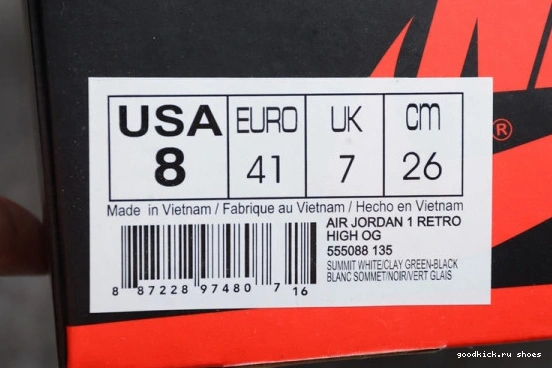 USA EURO UK cm
8 41 7 26
Made in Vietnam / Fabrique au Vietnam / Hecho en Vietnam
AIR JORDAN 1 RETRO
HIGH OG
555088 135
SUMMIT WHITE/CLAY GREEN-BLACK
BLANC SOMMET/NOIR/VERT GLAIS
8 87228 97480 7 16
®
goodkick.ru shoes